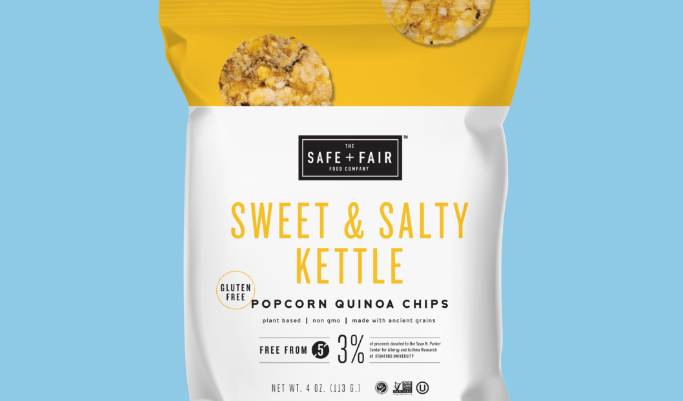 THE
SAFE + FAIR
FOOD COMPANY
TM
SWEET & SALTY
KETTLE
GLUTEN
FREE
POPCORN QUINOA CHIPS
plant based | non gmo | made with ancient grains
FREE FROM 5
3%
of proceeds donated to the Sean N. Parker
Center for Allergy and Asthma Research
at STANFORD UNIVERSITY
NET WT. 4 OZ. (113 G.)
U